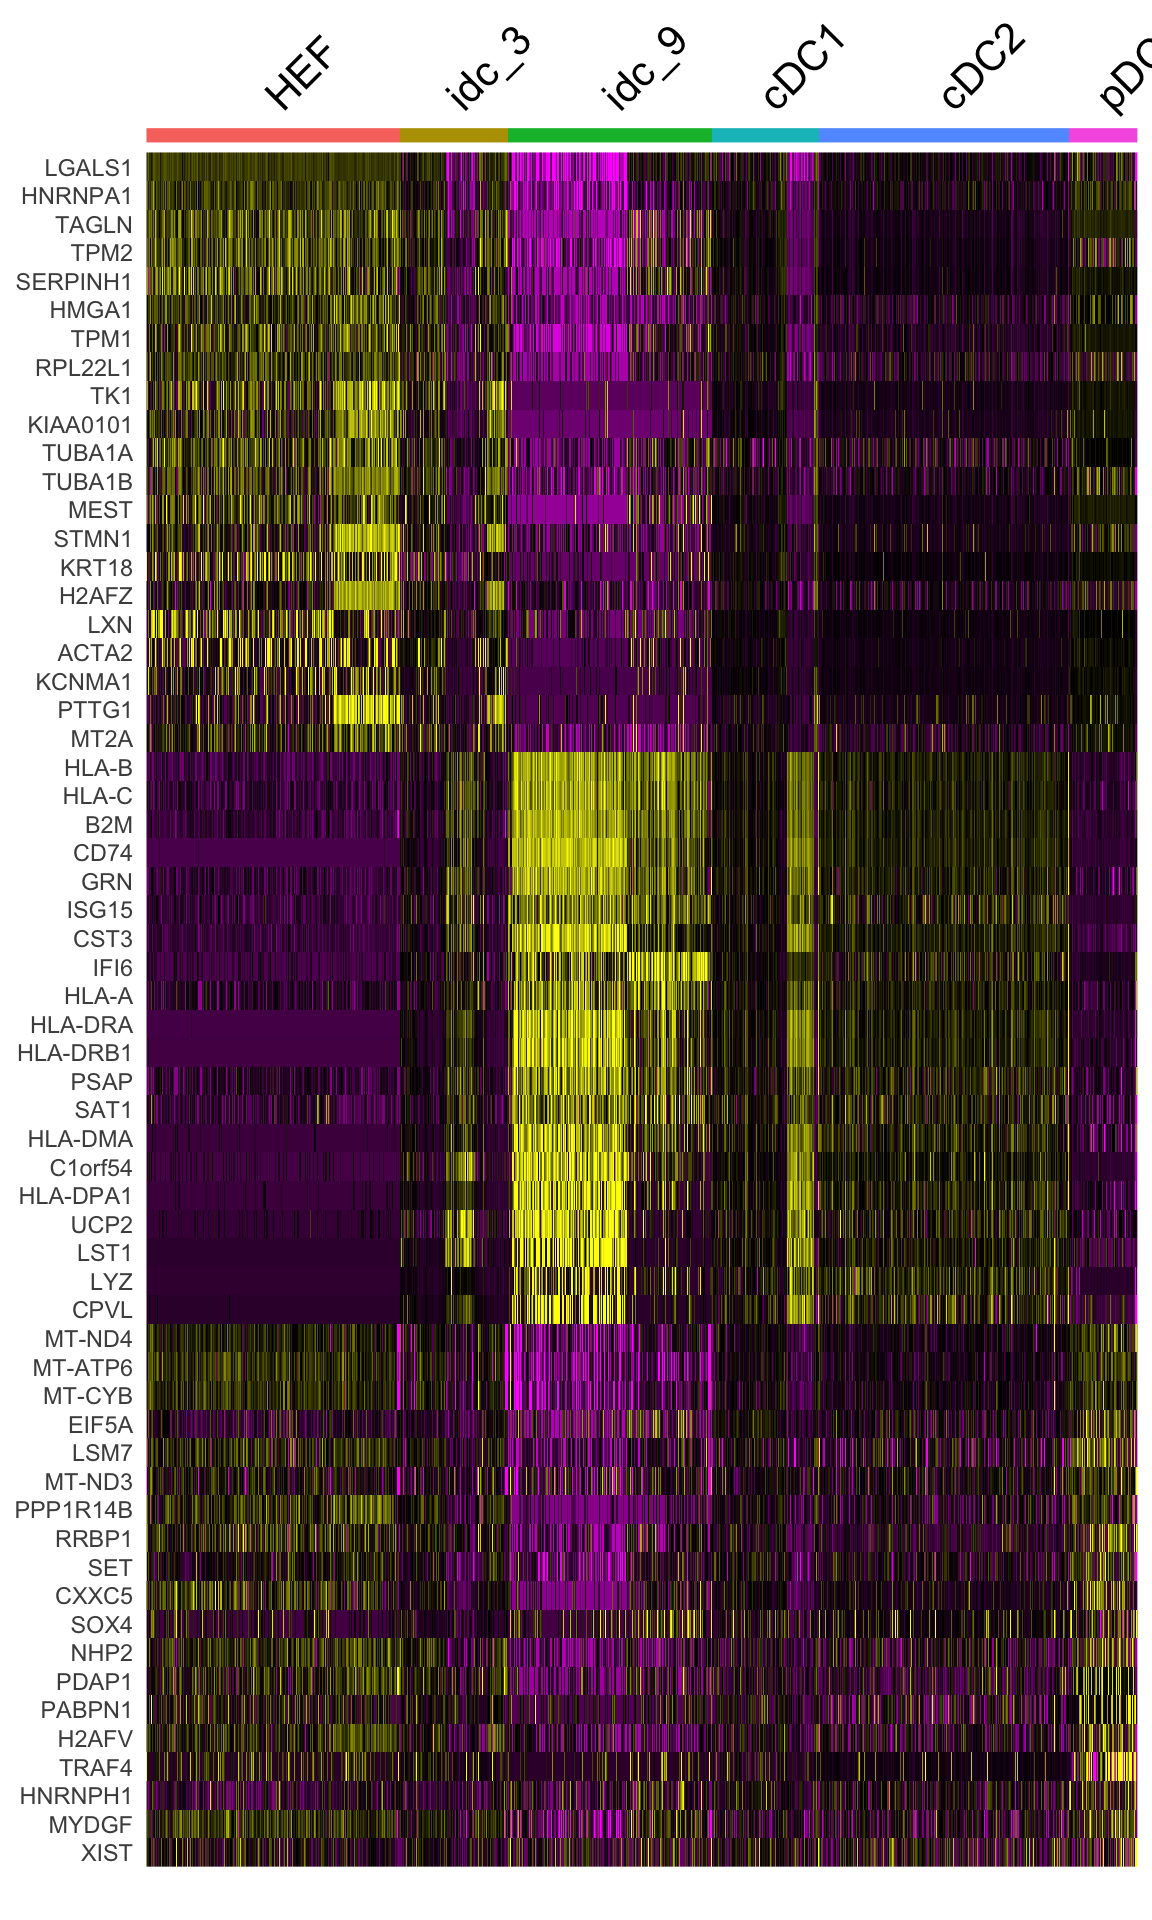 HEF
idc_3
idc_9
cDC1
cDC2
pDC
LGALS1
HNRNPA1
TAGLN
TPM2
SERPINH1
HMGA1
TPM1
RPL22L1
TK1
KIAA0101
TUBA1A
TUBA1B
MEST
STMN1
KRT18
H2AFZ
LXN
ACTA2
KCNMA1
PTTG1
MT2A
HLA-B
HLA-C
B2M
CD74
GRN
ISG15
CST3
IFI6
HLA-A
HLA-DRA
HLA-DRB1
PSAP
SAT1
HLA-DMA
C1orf54
HLA-DPA1
UCP2
LST1
LYZ
CPVL
MT-ND4
MT-ATP6
MT-CYB
EIF5A
LSM7
MT-ND3
PPP1R14B
RRBP1
SET
CXXC5
SOX4
NHP2
PDAP1
PABPN1
H2AFV
TRAF4
HNRNPH1
MYDGF
XIST